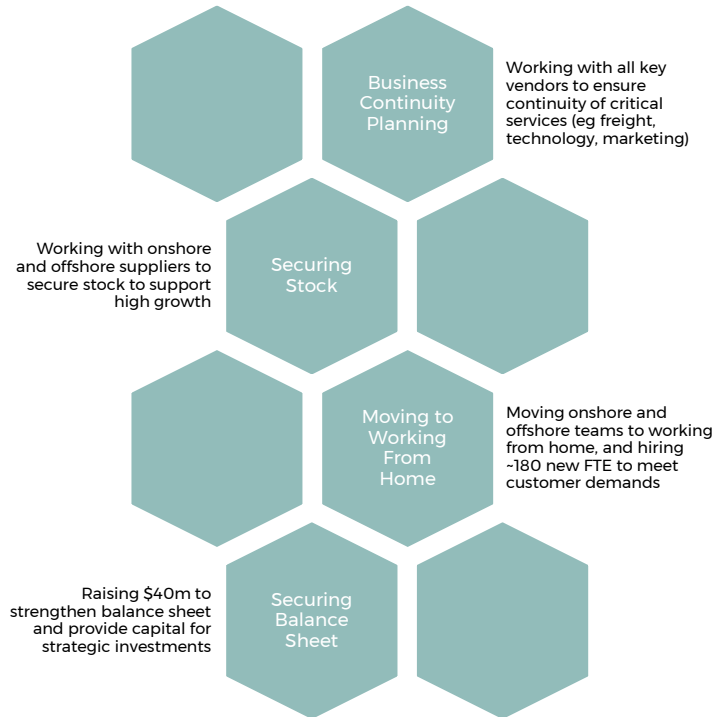 Business
Continuity
Planning
Working with all key
vendors to ensure
continuity of critical
services (eg freight,
technology, marketing)
Working with onshore
and offshore suppliers to
secure stock to support
high growth
Securing
Stock
Moving to
Working
From
Home
Moving onshore and
offshore teams to working
from home, and hiring
~180 new FTE to meet
customer demands
Raising $40m to
strengthen balance sheet
and provide capital for
strategic investments
Securing
Balance
Sheet